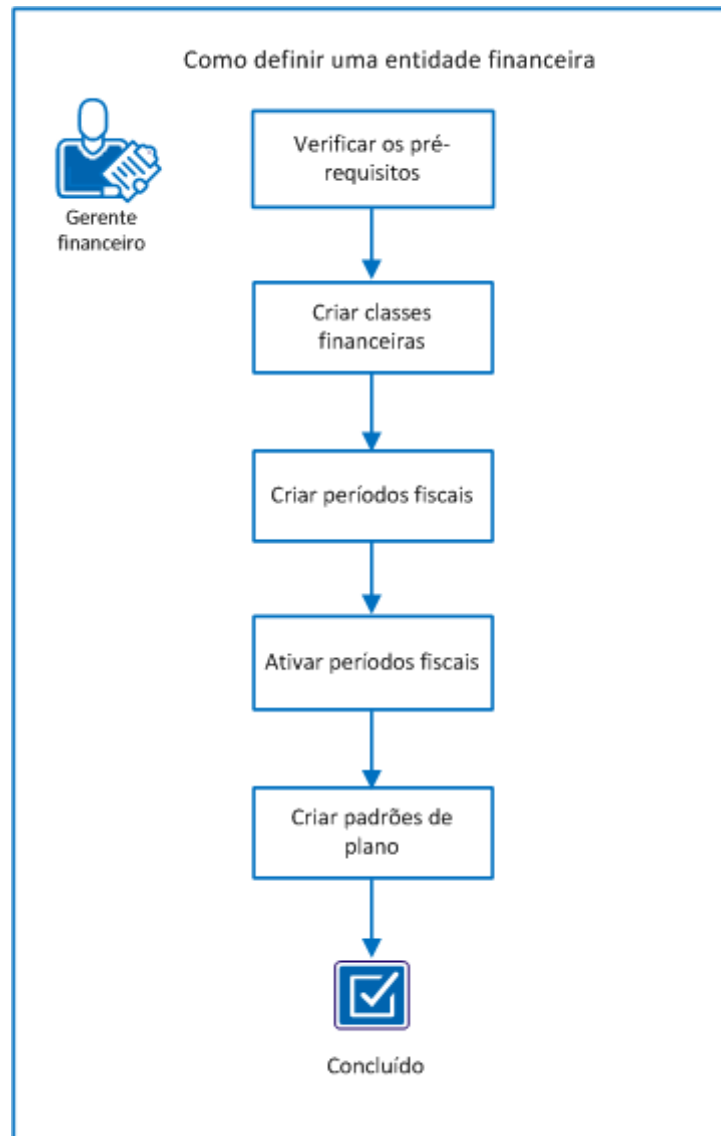 Como definir uma entidade financeira
Gerente
financeiro
Verificar os pré-
requisitos
Criar classes
financeiras
Criar períodos fiscais
Ativar períodos fiscais
Criar padrões de
plano
Concluído